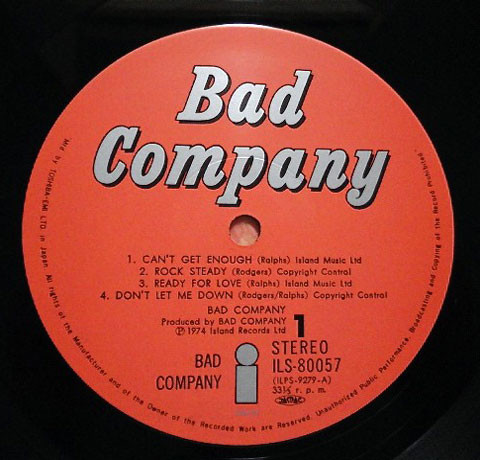 Bad
Company
1. CAN'T GET ENOUGH (Ralphs) Island Music Ltd
2. ROCK STEADY (Rodgers) Copyright Control
3. READY FOR LOVE (Ralphs) Island Music Ltd
4. DON'T LET ME DOWN (Rodgers/Ralphs) Copyright Control
BAD COMPANY
Produced by BAD COMPANY
℗ 1974 Island Records Ltd
1
BAD
COMPANY
i
STEREO
ILS-80057
(ILPS-9279-A)
33⅓ r. p. m.
Mfd by TOSHIBA-EMI LTD. in Japan. All rights of the Manufacturer and of the Owner of the Recorded Work are Reserved. Unauthorized Public Performance, Broadcasting and Copying of the Record Prohibited.